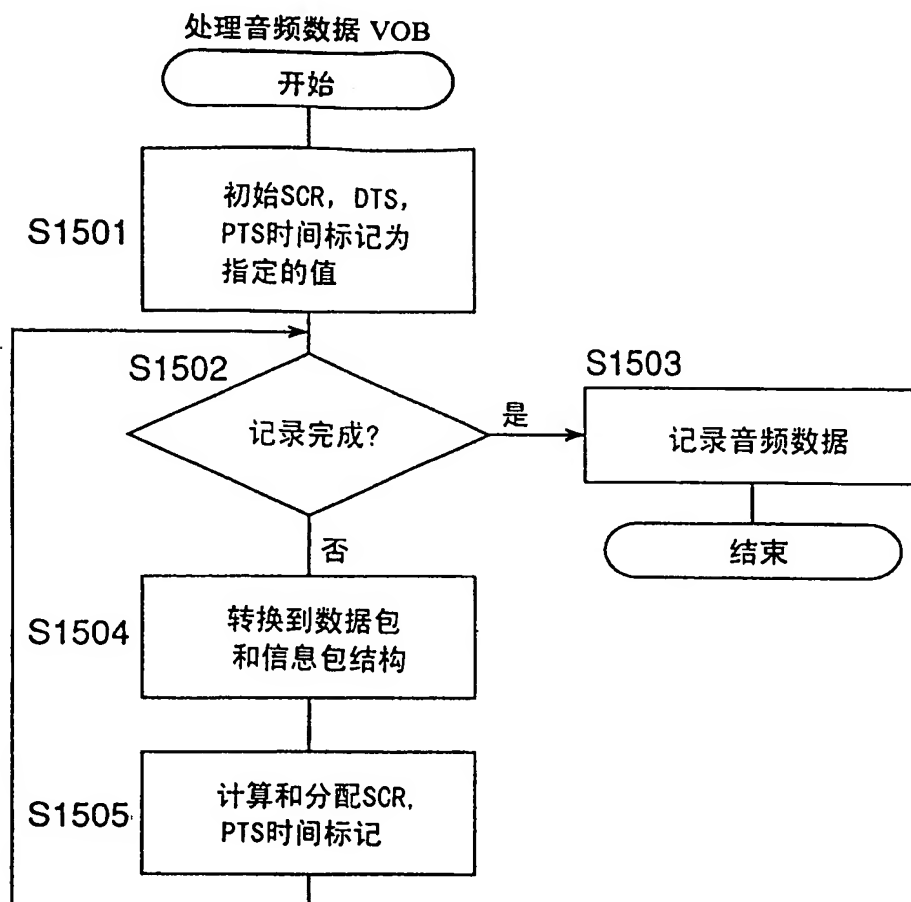 处理音频数据 VOB
开始
S1501
初始SCR, DTS,
PTS时间标记为
指定的值
S1502
记录完成?
是
S1503
记录音频数据
结束
否
S1504
转换到数据包
和信息包结构
S1505
计算和分配SCR,
PTS时间标记